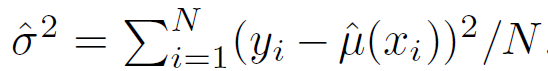 σ̂² = ∑ᵢ₌₁ᴺ (yᵢ − μ̂(xᵢ))²/N.